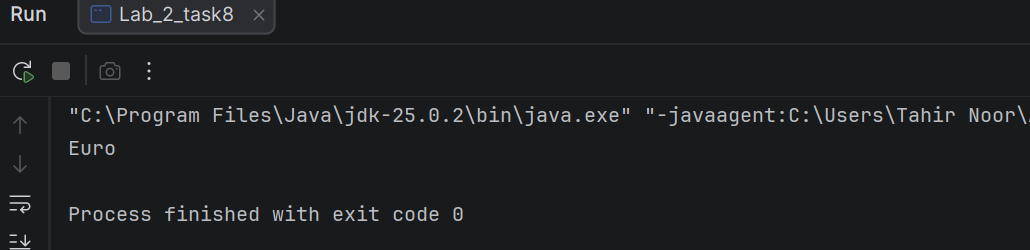 Run Lab_2_task8
"C:\Program Files\Java\jdk-25.0.2\bin\java.exe" "-javaagent:C:\Users\Tahir Noor\
Euro
Process finished with exit code 0